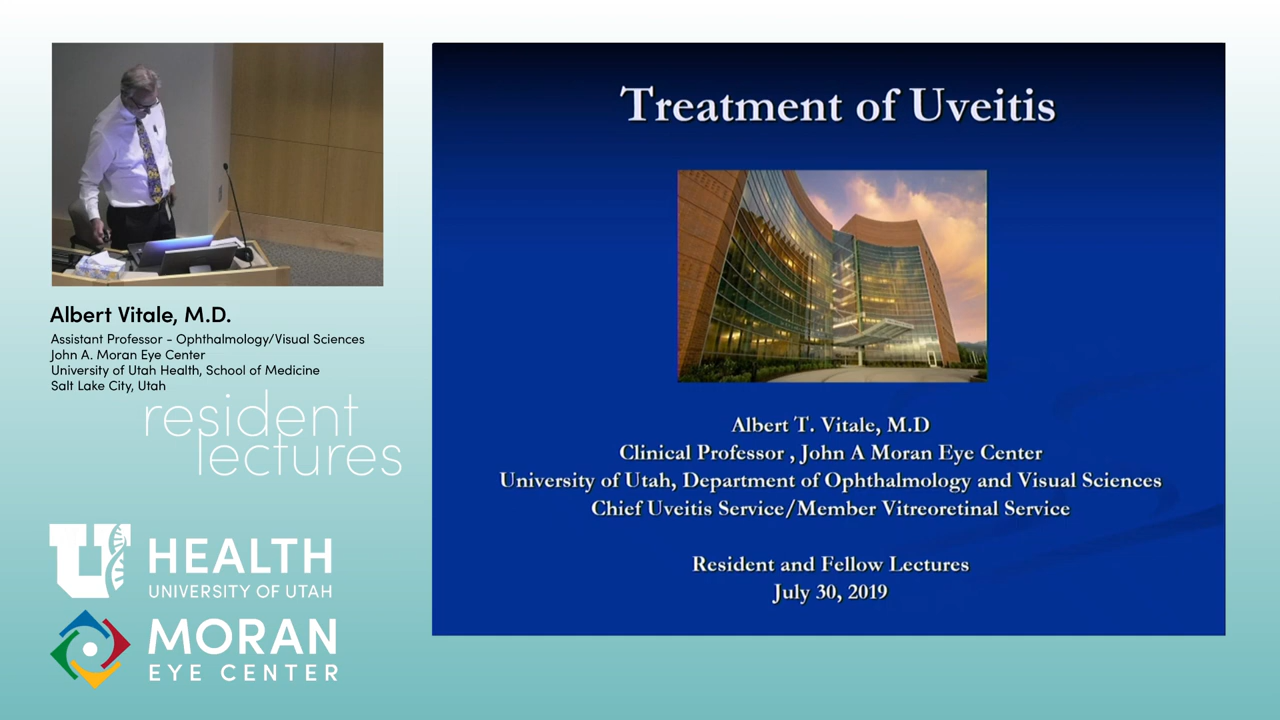 Albert Vitale, M.D.
Assistant Professor - Ophthalmology/Visual Sciences
John A. Moran Eye Center
University of Utah Health, School of Medicine
Salt Lake City, Utah
resident
lectures
U HEALTH
UNIVERSITY OF UTAH
MORAN
EYE CENTER
Treatment of Uveitis
Albert T. Vitale, M.D
Clinical Professor , John A Moran Eye Center
University of Utah, Department of Ophthalmology and Visual Sciences
Chief Uveitis Service/Member Vitreoretinal Service
Resident and Fellow Lectures
July 30, 2019